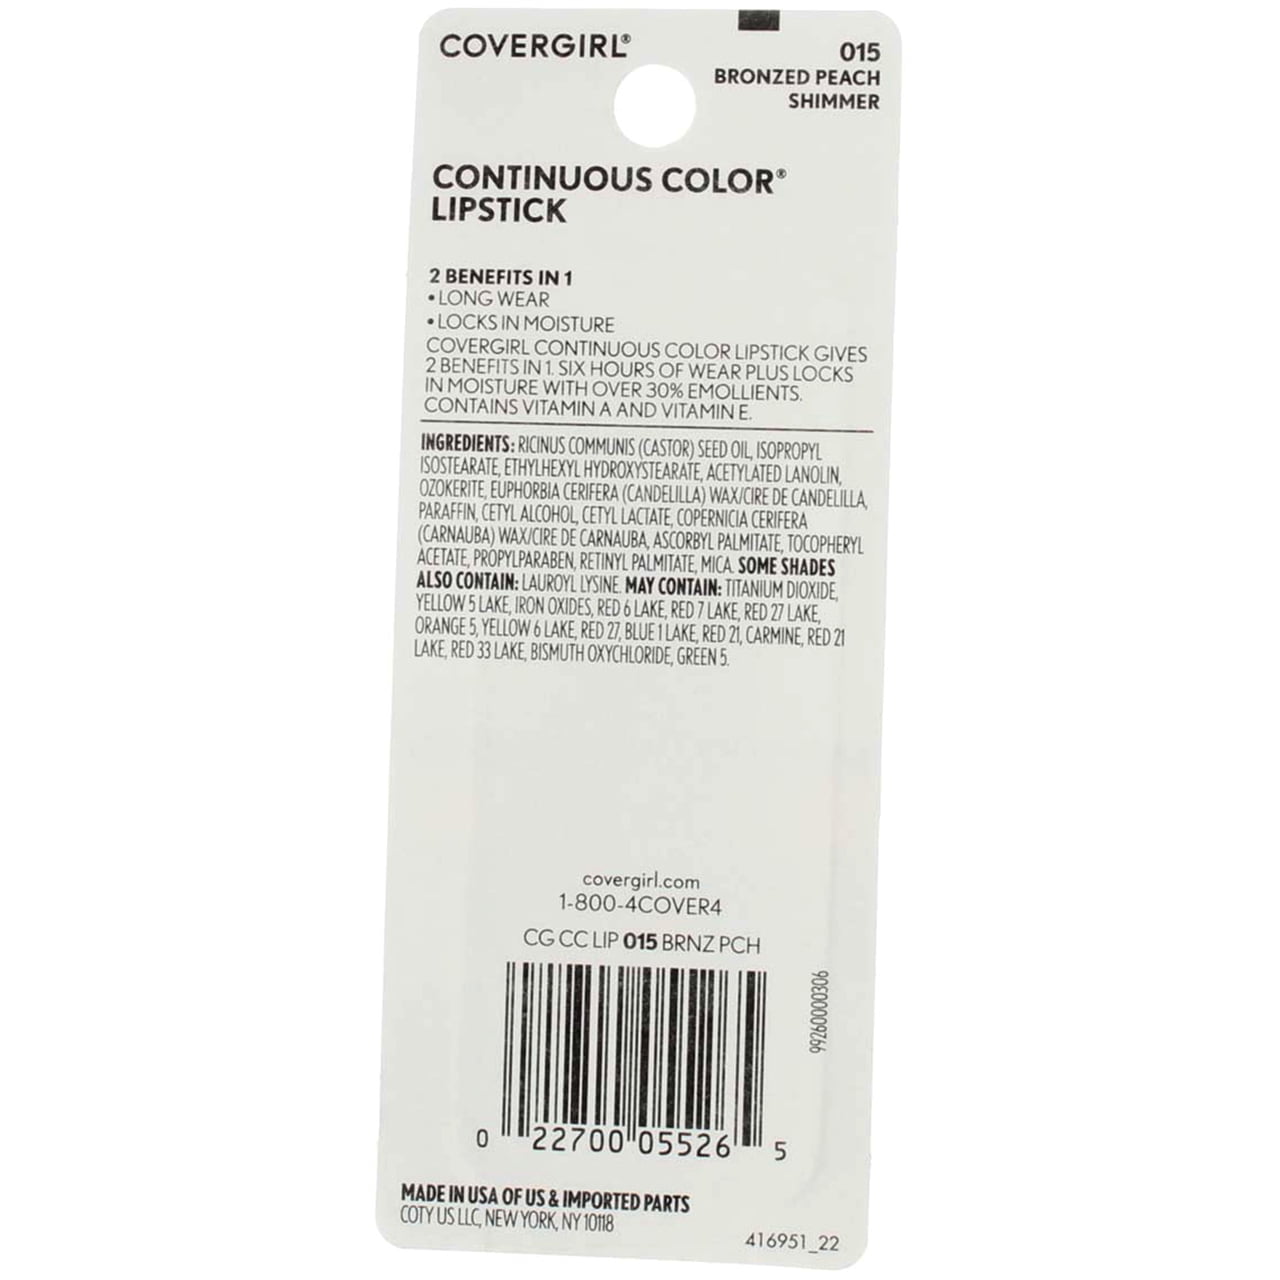 COVERGIRL®
015
BRONZED PEACH
SHIMMER
CONTINUOUS COLOR®
LIPSTICK
2 BENEFITS IN 1
• LONG WEAR
• LOCKS IN MOISTURE
COVERGIRL CONTINUOUS COLOR LIPSTICK GIVES
2 BENEFITS IN 1. SIX HOURS OF WEAR PLUS LOCKS
IN MOISTURE WITH OVER 30% EMOLLIENTS.
CONTAINS VITAMIN A AND VITAMIN E.
INGREDIENTS: RICINUS COMMUNIS (CASTOR) SEED OIL, ISOPROPYL
ISOSTEARATE, ETHYLHEXYL HYDROXYSTEARATE, ACETYLATED LANOLIN,
OZOKERITE, EUPHORBIA CERIFERA (CANDELILLA) WAX/CIRE DE CANDELILLA,
PARAFFIN, CETYL ALCOHOL, CETYL LACTATE, COPERNICIA CERIFERA
(CARNAUBA) WAX/CIRE DE CARNAUBA, ASCORBYL PALMITATE, TOCOPHERYL
ACETATE, PROPYLPARABEN, RETINYL PALMITATE, MICA. SOME SHADES
ALSO CONTAIN: LAUROYL LYSINE. MAY CONTAIN: TITANIUM DIOXIDE,
YELLOW 5 LAKE, IRON OXIDES, RED 6 LAKE, RED 7 LAKE, RED 27 LAKE,
ORANGE 5, YELLOW 6 LAKE, RED 27, BLUE 1 LAKE, RED 21, CARMINE, RED 21
LAKE, RED 33 LAKE, BISMUTH OXYCHLORIDE, GREEN 5.
covergirl.com
1-800-4COVER4
CG CC LIP 015 BRNZ PCH
99260000306
0 22700 05526 5
MADE IN USA OF US & IMPORTED PARTS
COTY US LLC, NEW YORK, NY 10118
416951_22